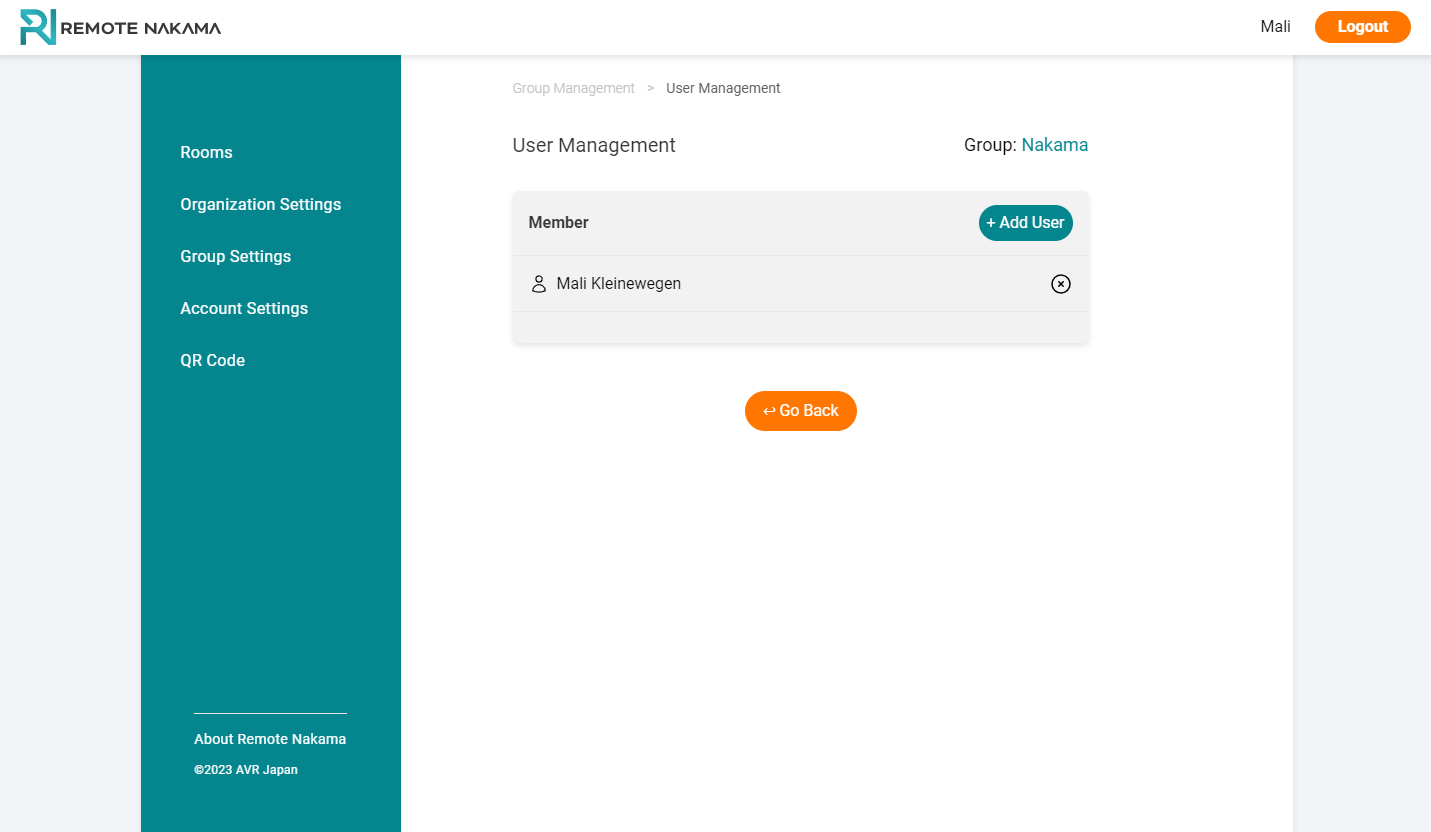 REMOTE NAKAMA
Mali
Logout
Rooms
Organization Settings
Group Settings
Account Settings
QR Code
About Remote Nakama
©2023 AVR Japan
Group Management > User Management
User Management
Group: Nakama
Member
+ Add User
Mali Kleinewegen
↩ Go Back